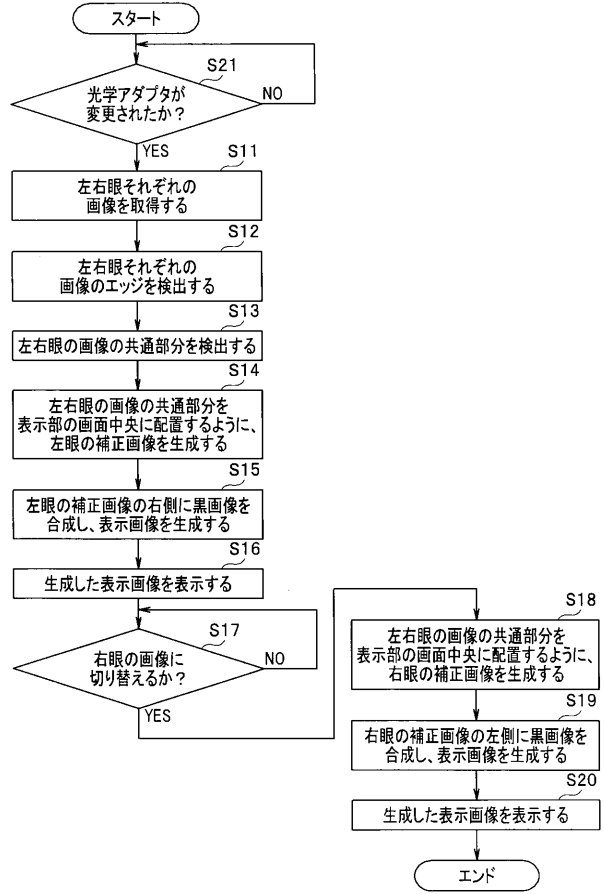 スタート
S21
光学アダプタが
変更されたか？
NO
YES
S11
左右眼それぞれの
画像を取得する
S12
左右眼それぞれの
画像のエッジを検出する
S13
左右眼の画像の共通部分を検出する
S14
左右眼の画像の共通部分を
表示部の画面中央に配置するように、
左眼の補正画像を生成する
S15
左眼の補正画像の右側に黒画像を
合成し、表示画像を生成する
S16
生成した表示画像を表示する
S17
右眼の画像に
切り替えるか？
NO
YES
S18
左右眼の画像の共通部分を
表示部の画面中央に配置するように、
右眼の補正画像を生成する
S19
右眼の補正画像の左側に黒画像を
合成し、表示画像を生成する
S20
生成した表示画像を表示する
エンド